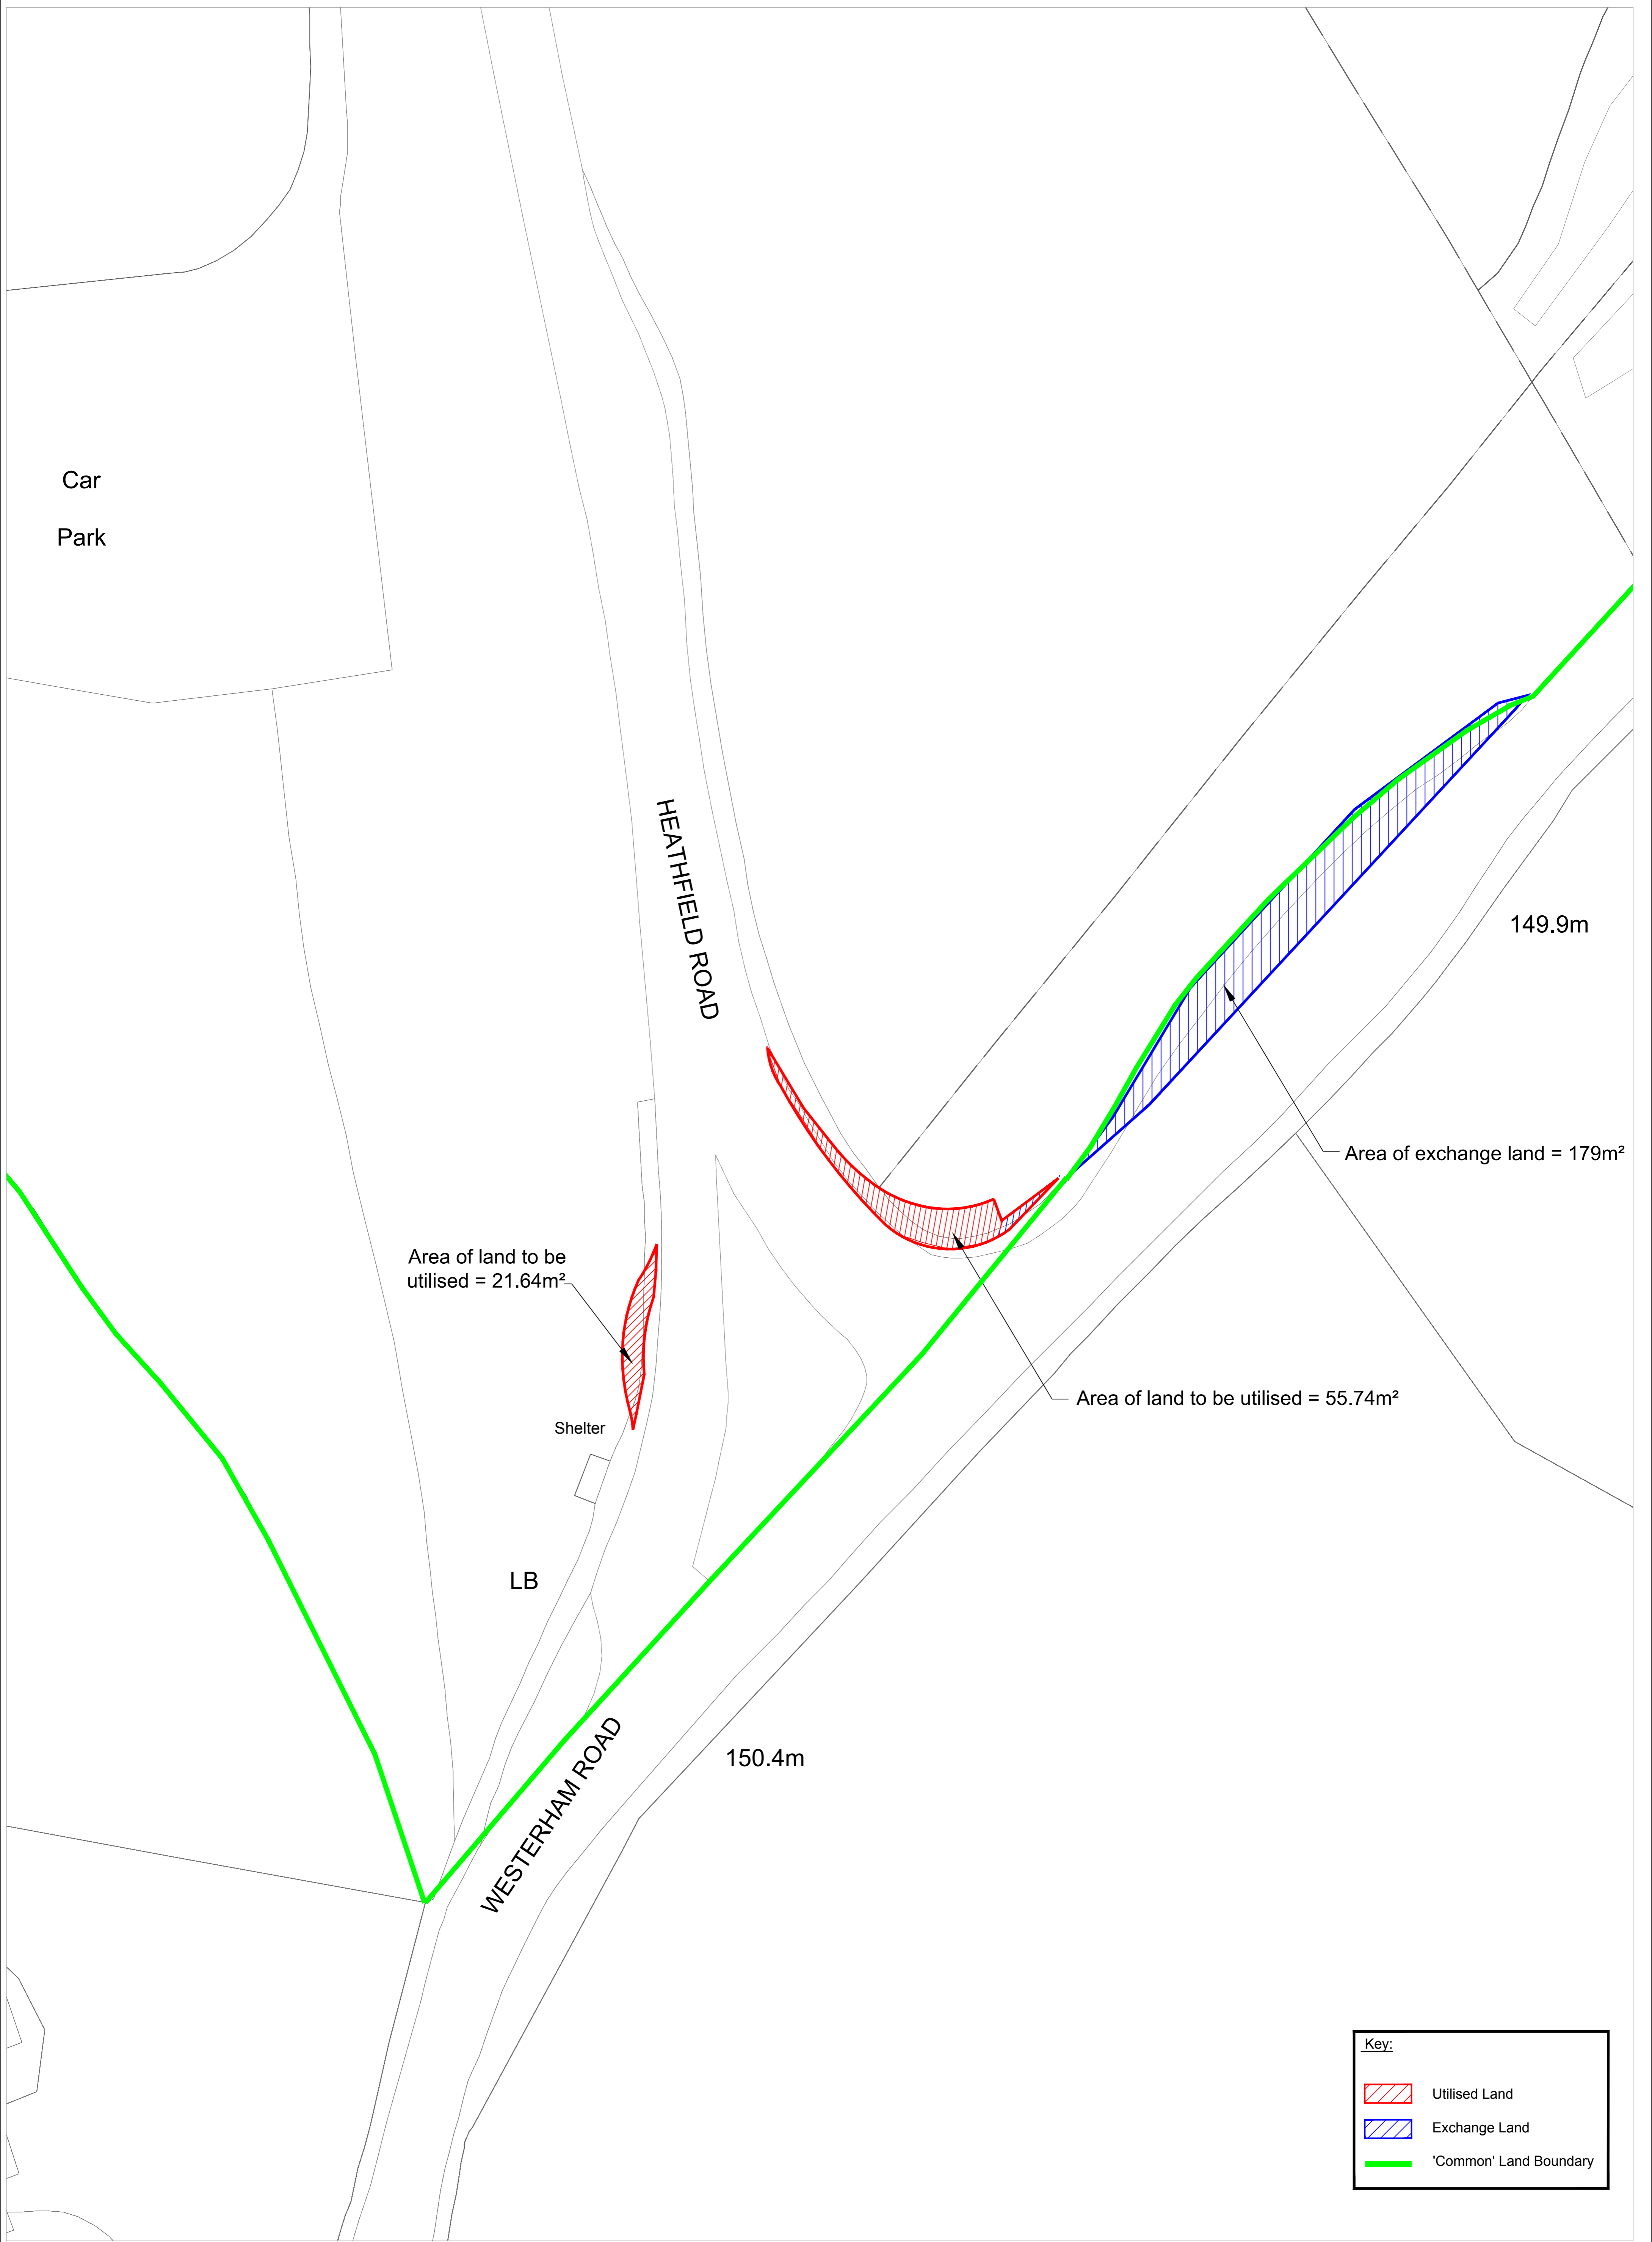 Car
Park
HEATHFIELD ROAD
149.9m
Area of exchange land = 179m²
Area of land to be
utilised = 21.64m²
Area of land to be utilised = 55.74m²
Shelter
LB
WESTERHAM ROAD
150.4m
Key:
Utilised Land
Exchange Land
'Common' Land Boundary